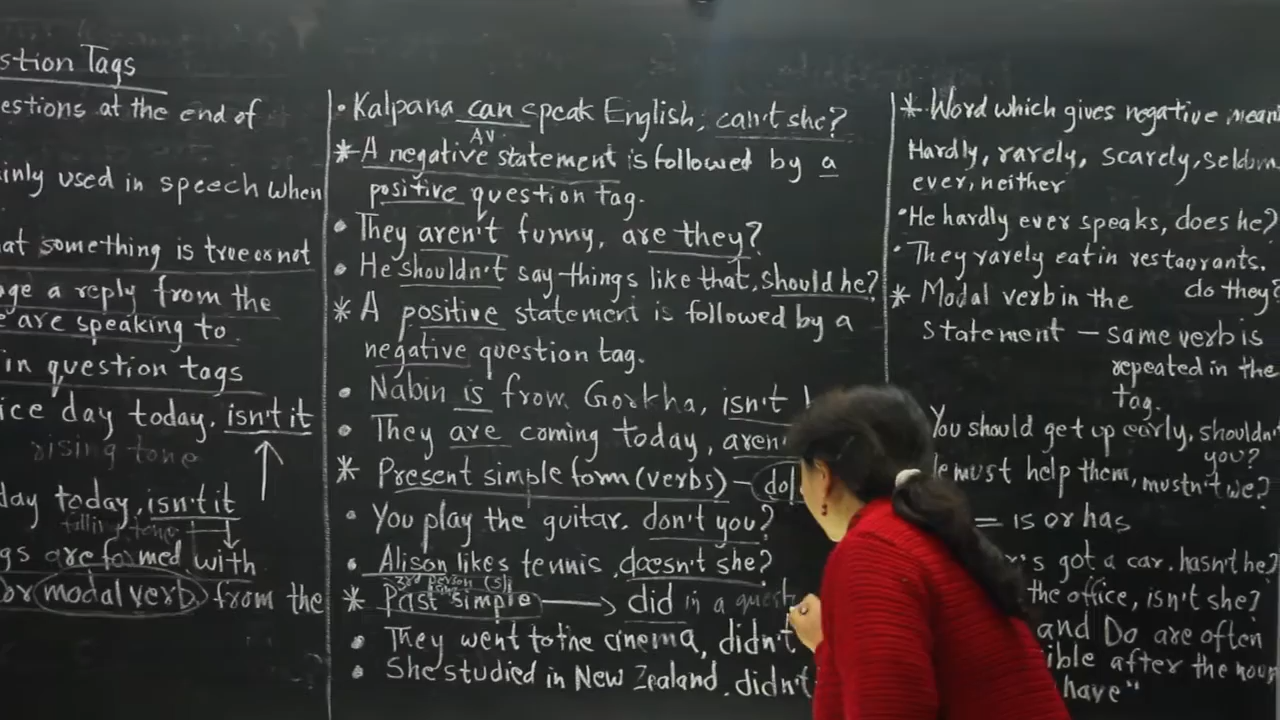 stion Tags
estions at the end of
inly used in speech when
at something is true or not
ge a reply from the
e are speaking to.
in question tags
ice day today, isn't it
rising tone
day today, isn't it
falling tone
gs are formed with
or modal verb from the
• Kalpana can speak English, can't she?
AV
* A negative statement is followed by a
positive question tag.
• They aren't funny, are they?
• He shouldn't say things like that, should he?
* A positive statement is followed by a
negative question tag.
• Nabin is from Gorkha, isn't
• They are coming today, aren
* Present simple form (verbs) – do
• You play the guitar. don't you?
• Alison likes tennis, doesn't she?
3rd person (s)
* Past simple → did in a quest
• They went to the cinema, didn't
• She studied in New Zealand. didn't
* Word which gives negative mean
Hardly, rarely, scarely, seldom
ever, neither
• He hardly ever speaks, does he?
• They rarely eat in restaurants.
do they?
* Modal verb in the
statement – same verb is
repeated in the
tag.
You should get up early, shouldn'
you?
e must help them, mustn't we?
= is or has
's got a car. hasn't he?
the office, isn't she?
and Do are often
ible after the noun
have"